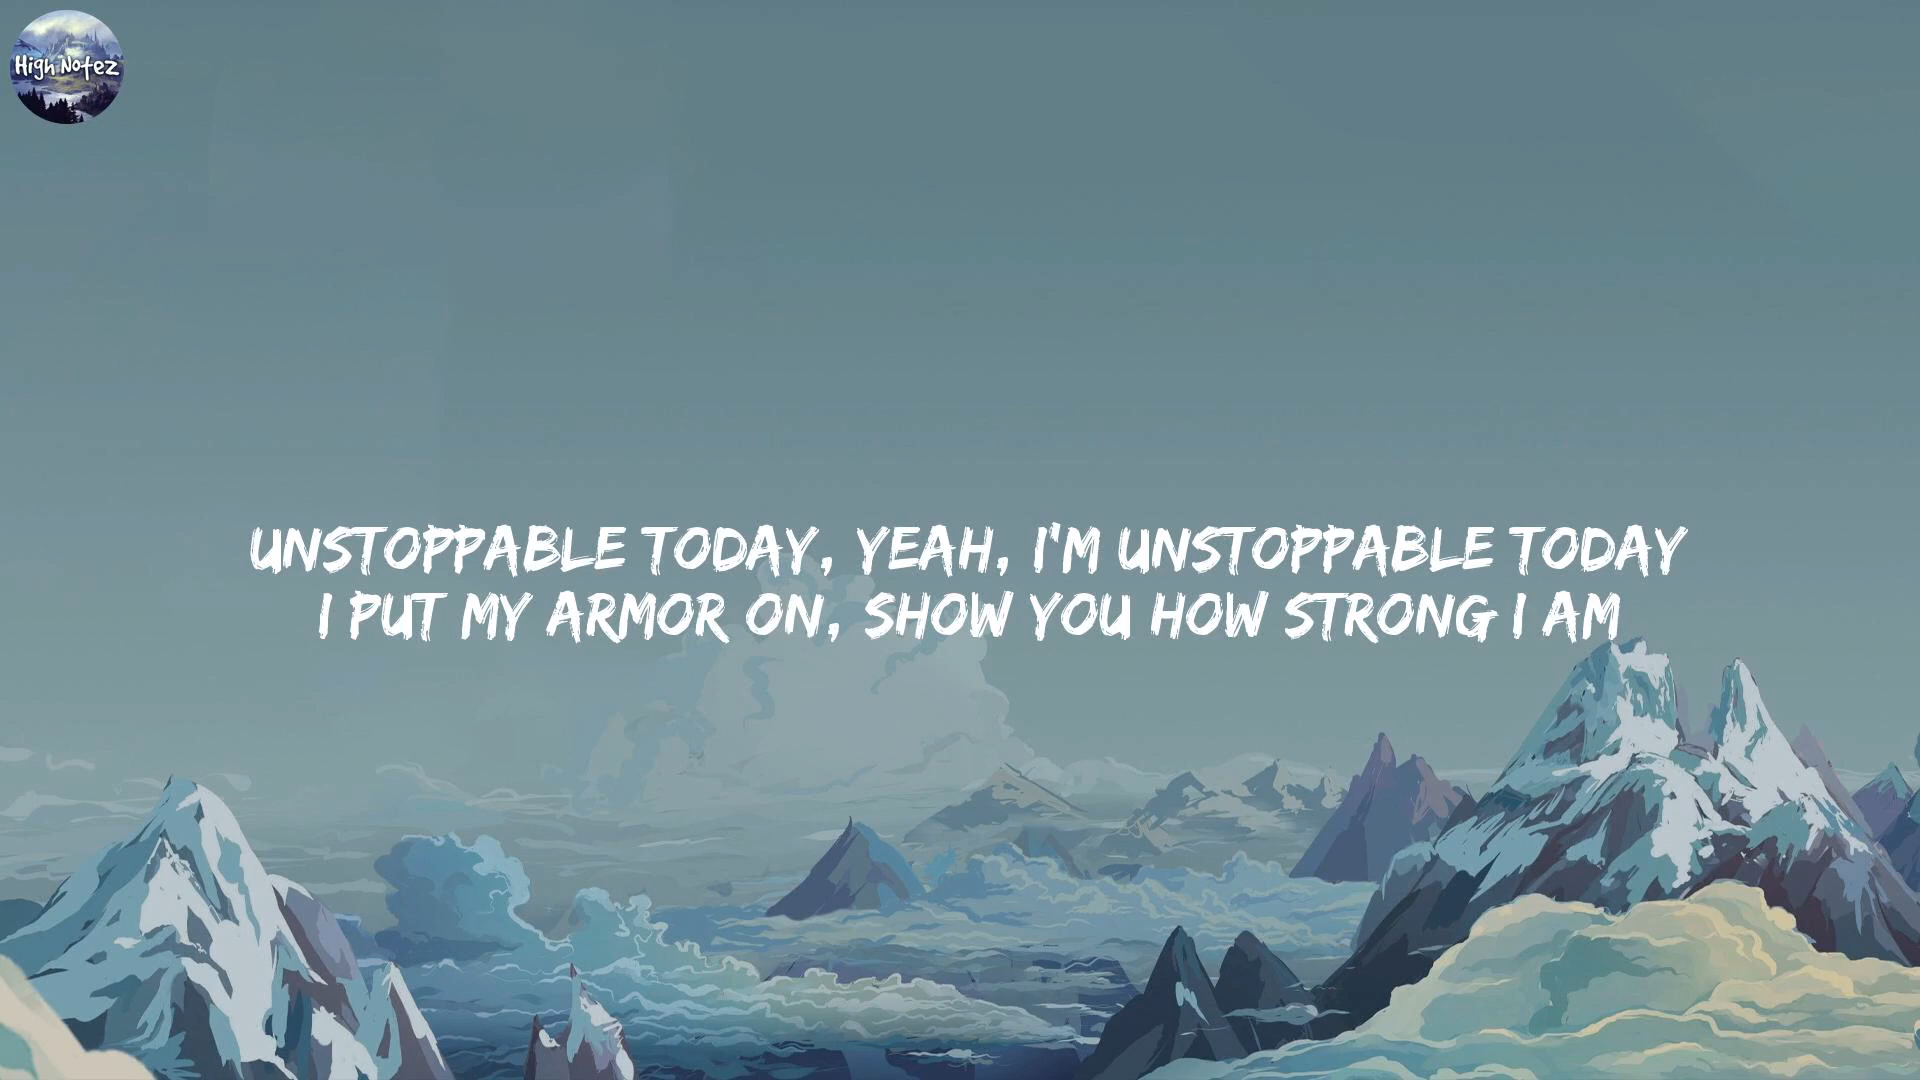 High Notez
UNSTOPPABLE TODAY, YEAH, I'M UNSTOPPABLE TODAY
I PUT MY ARMOR ON, SHOW YOU HOW STRONG I AM